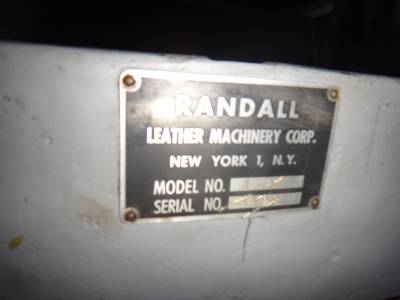 RANDALL
LEATHER MACHINERY CORP.
NEW YORK 1, N.Y.
MODEL NO.
SERIAL NO.